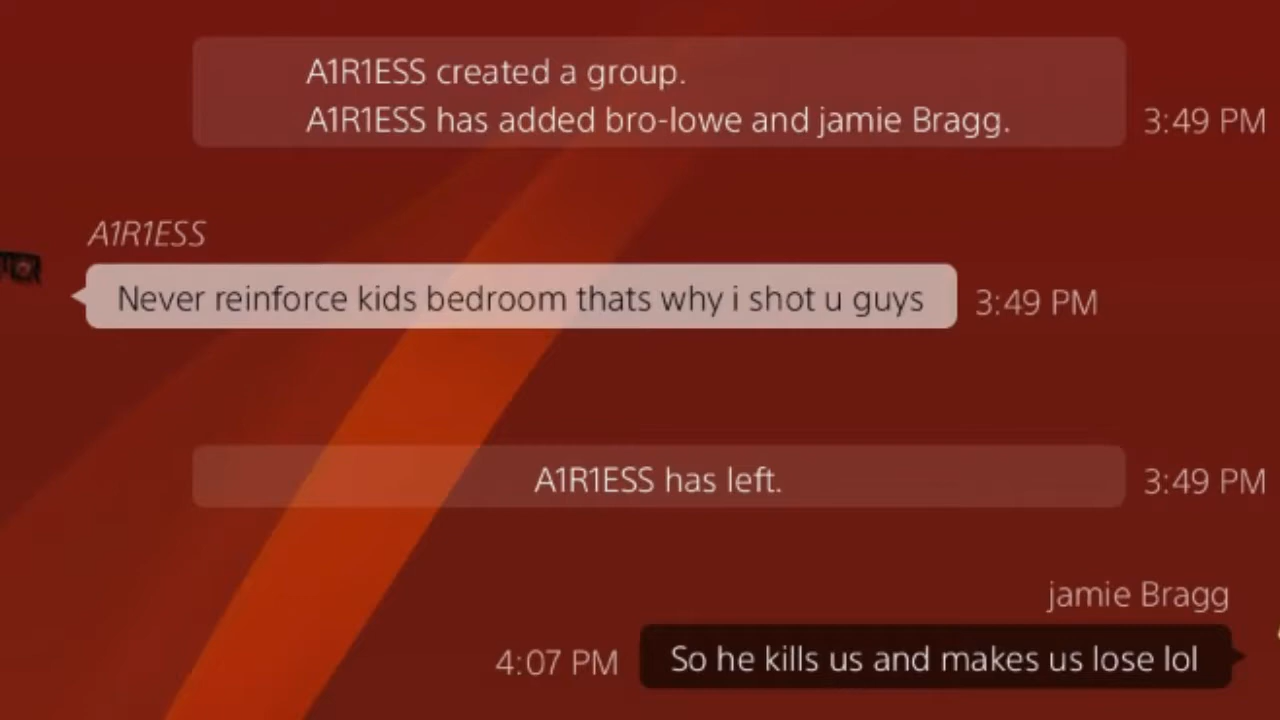 A1R1ESS created a group.
A1R1ESS has added bro-lowe and jamie Bragg.
3:49 PM
A1R1ESS
Never reinforce kids bedroom thats why i shot u guys
3:49 PM
A1R1ESS has left.
3:49 PM
jamie Bragg
4:07 PM
So he kills us and makes us lose lol